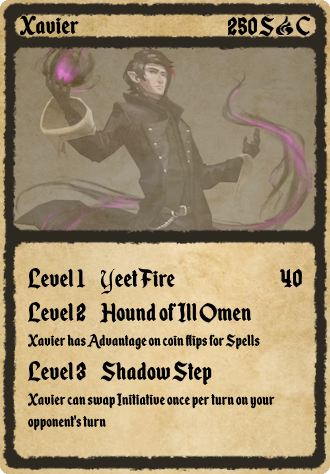 Xavier 250 S C
Level 1 Yeet Fire 40
Level 2 Hound of Ill Omen
Xavier has Advantage on coin flips for Spells
Level 3 Shadow Step
Xavier can swap Initiative once per turn on your
opponent's turn